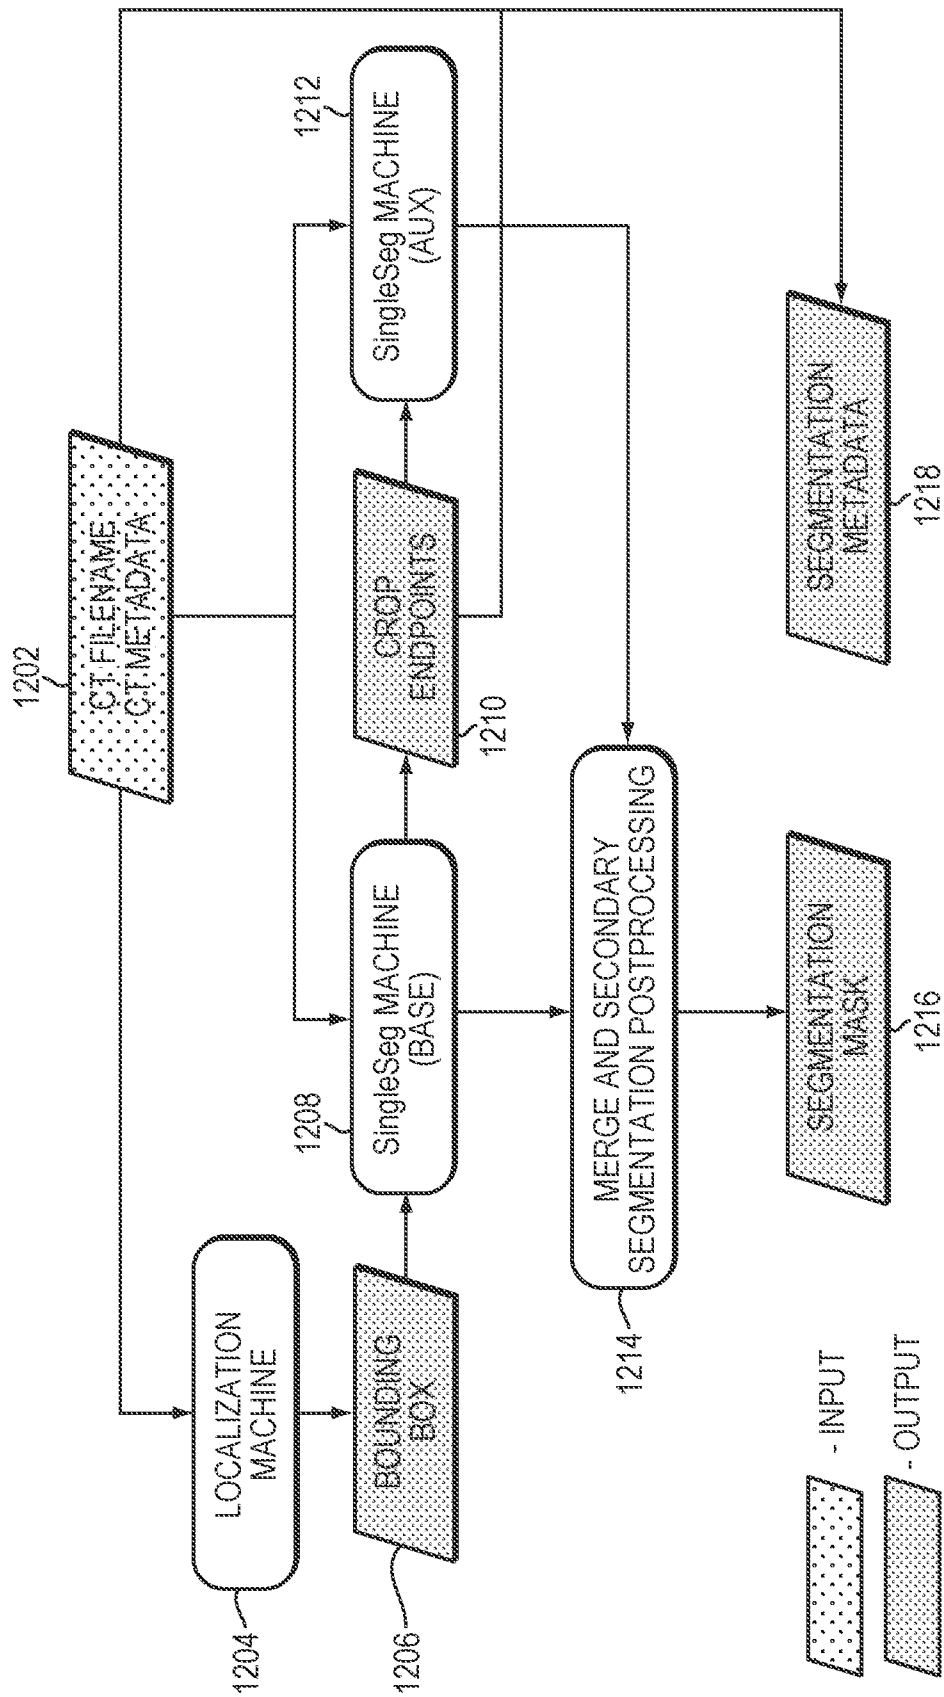 1202
CT FILENAME
CT METADATA
1204
LOCALIZATION
MACHINE
1206
BOUNDING
BOX
1208
SingleSeg MACHINE
(BASE)
1210
CROP
ENDPOINTS
1212
SingleSeg MACHINE
(AUX)
1214
MERGE AND SECONDARY
SEGMENTATION POSTPROCESSING
SEGMENTATION
MASK
1216
SEGMENTATION
METADATA
1218
- INPUT
- OUTPUT